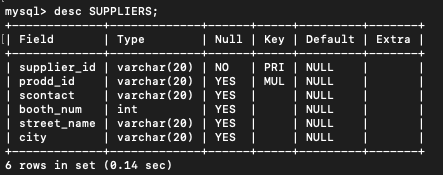 mysql> desc SUPPLIERS;
+-------------+-------------+------+-----+---------+-------+
| Field       | Type        | Null | Key | Default | Extra |
+-------------+-------------+------+-----+---------+-------+
| supplier_id | varchar(20) | NO   | PRI | NULL    |       |
| prodd_id    | varchar(20) | YES  | MUL | NULL    |       |
| scontact    | varchar(20) | YES  |     | NULL    |       |
| booth_num   | int         | YES  |     | NULL    |       |
| street_name | varchar(20) | YES  |     | NULL    |       |
| city        | varchar(20) | YES  |     | NULL    |       |
+-------------+-------------+------+-----+---------+-------+
6 rows in set (0.14 sec)